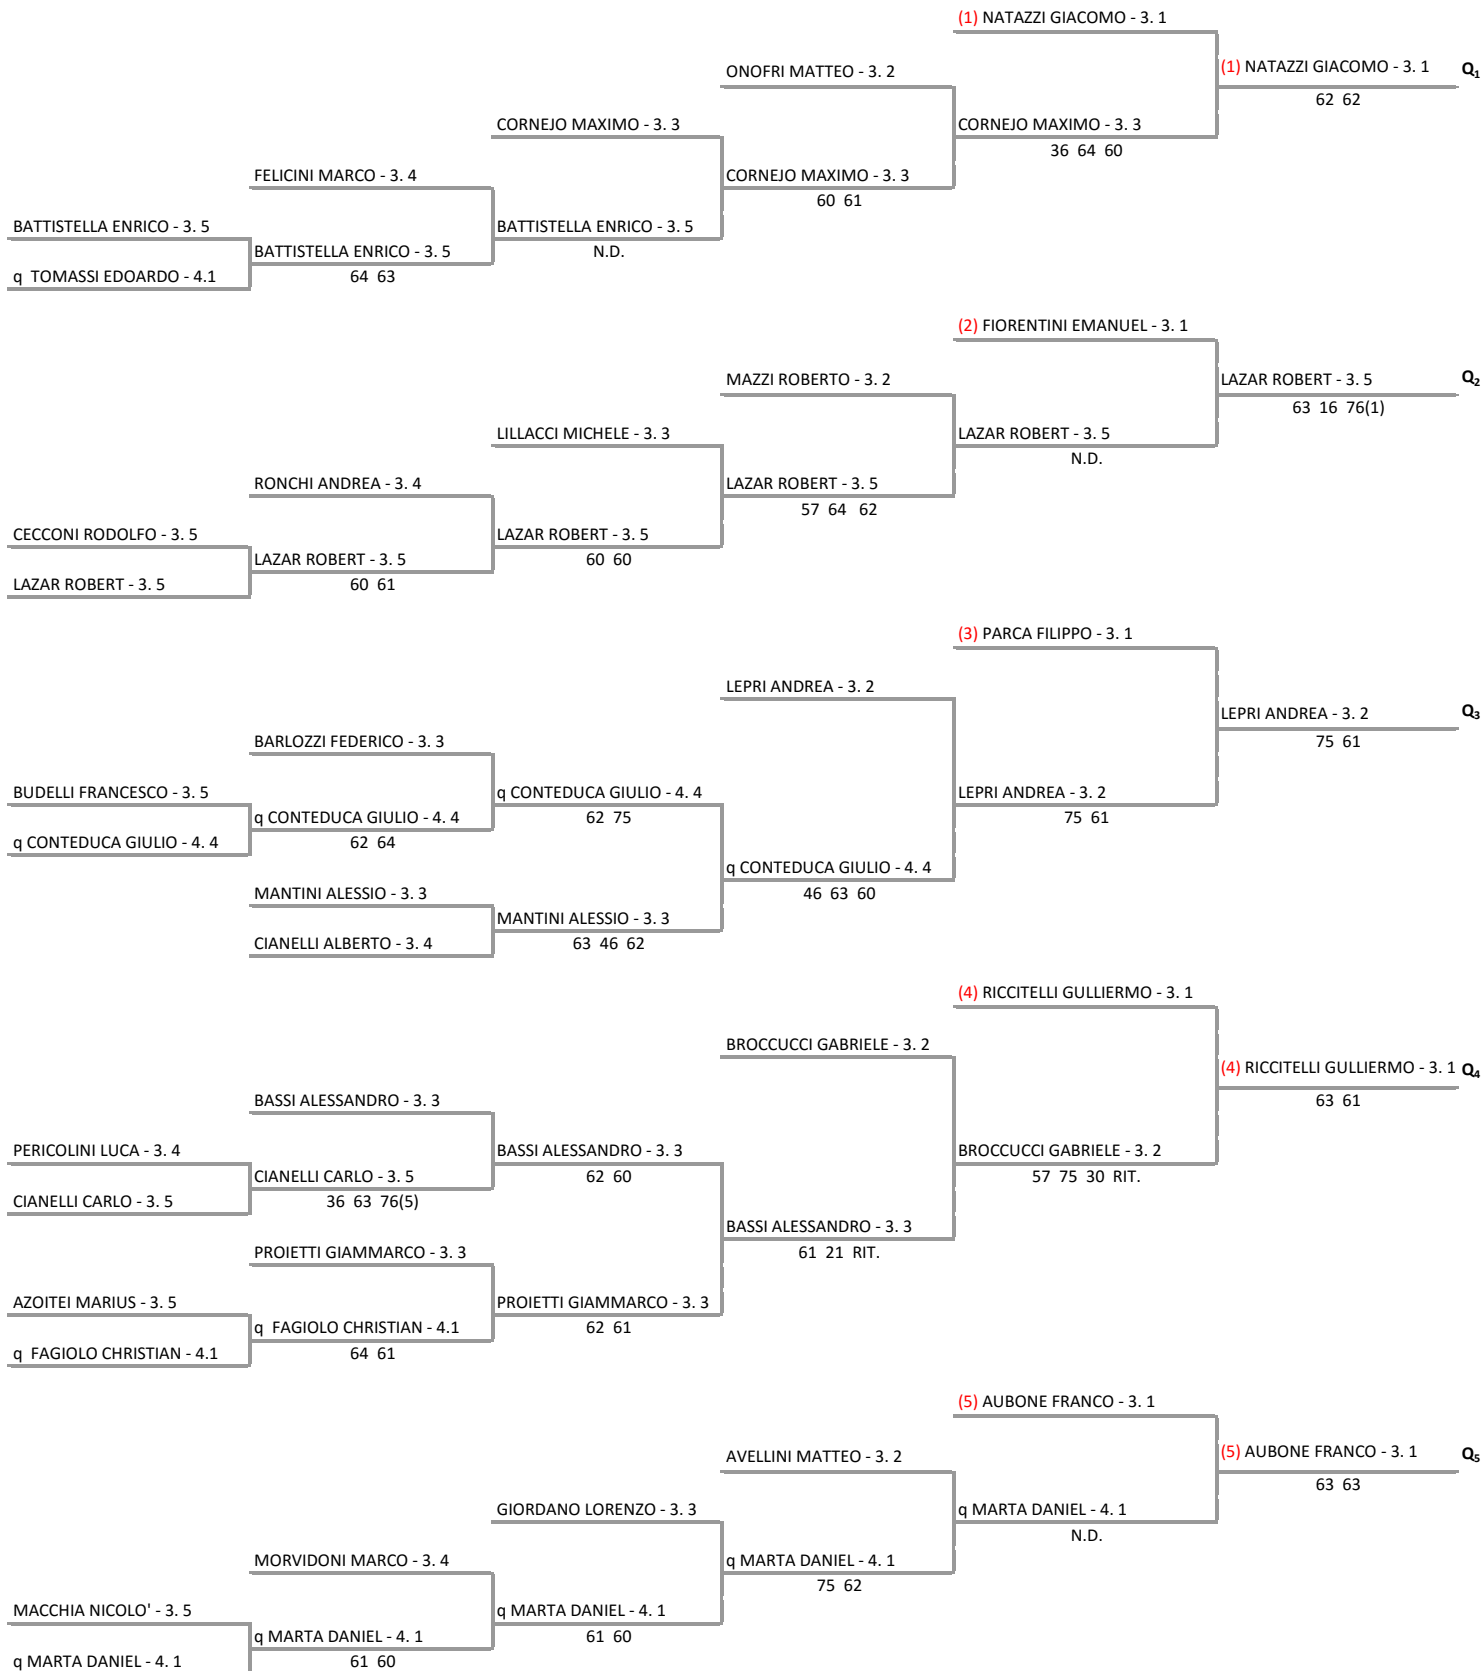 (1) NATAZZI GIACOMO - 3. 1
ONOFRI MATTEO - 3. 2
(1) NATAZZI GIACOMO - 3. 1 Q1
62 62
CORNEJO MAXIMO - 3. 3
CORNEJO MAXIMO - 3. 3
36 64 60
FELICINI MARCO - 3. 4
CORNEJO MAXIMO - 3. 3
60 61
BATTISTELLA ENRICO - 3. 5
BATTISTELLA ENRICO - 3. 5
N.D.
BATTISTELLA ENRICO - 3. 5
64 63
q TOMASSI EDOARDO - 4.1
(2) FIORENTINI EMANUEL - 3. 1
MAZZI ROBERTO - 3. 2
LAZAR ROBERT - 3. 5 Q2
63 16 76(1)
LILLACCI MICHELE - 3. 3
LAZAR ROBERT - 3. 5
N.D.
RONCHI ANDREA - 3. 4
LAZAR ROBERT - 3. 5
57 64 62
CECCONI RODOLFO - 3. 5
LAZAR ROBERT - 3. 5
60 60
LAZAR ROBERT - 3. 5
60 61
LAZAR ROBERT - 3. 5
(3) PARCA FILIPPO - 3. 1
LEPRI ANDREA - 3. 2
LEPRI ANDREA - 3. 2 Q3
75 61
BARLOZZI FEDERICO - 3. 3
BUDELLI FRANCESCO - 3. 5
q CONTEDUCA GIULIO - 4. 4
62 75
LEPRI ANDREA - 3. 2
75 61
q CONTEDUCA GIULIO - 4. 4
62 64
q CONTEDUCA GIULIO - 4. 4
q CONTEDUCA GIULIO - 4. 4
46 63 60
MANTINI ALESSIO - 3. 3
MANTINI ALESSIO - 3. 3
63 46 62
CIANELLI ALBERTO - 3. 4
(4) RICCITELLI GULLIERMO - 3. 1
BROCCUCCI GABRIELE - 3. 2
(4) RICCITELLI GULLIERMO - 3. 1 Q4
63 61
BASSI ALESSANDRO - 3. 3
PERICOLINI LUCA - 3. 4
BASSI ALESSANDRO - 3. 3
62 60
BROCCUCCI GABRIELE - 3. 2
57 75 30 RIT.
CIANELLI CARLO - 3. 5
36 63 76(5)
CIANELLI CARLO - 3. 5
BASSI ALESSANDRO - 3. 3
61 21 RIT.
PROIETTI GIAMMARCO - 3. 3
AZOITEI MARIUS - 3. 5
PROIETTI GIAMMARCO - 3. 3
62 61
q FAGIOLO CHRISTIAN - 4.1
64 61
q FAGIOLO CHRISTIAN - 4.1
(5) AUBONE FRANCO - 3. 1
AVELLINI MATTEO - 3. 2
(5) AUBONE FRANCO - 3. 1 Q5
63 63
GIORDANO LORENZO - 3. 3
q MARTA DANIEL - 4. 1
N.D.
MORVIDONI MARCO - 3. 4
q MARTA DANIEL - 4. 1
75 62
MACCHIA NICOLO' - 3. 5
q MARTA DANIEL - 4. 1
61 60
q MARTA DANIEL - 4. 1
61 60
q MARTA DANIEL - 4. 1